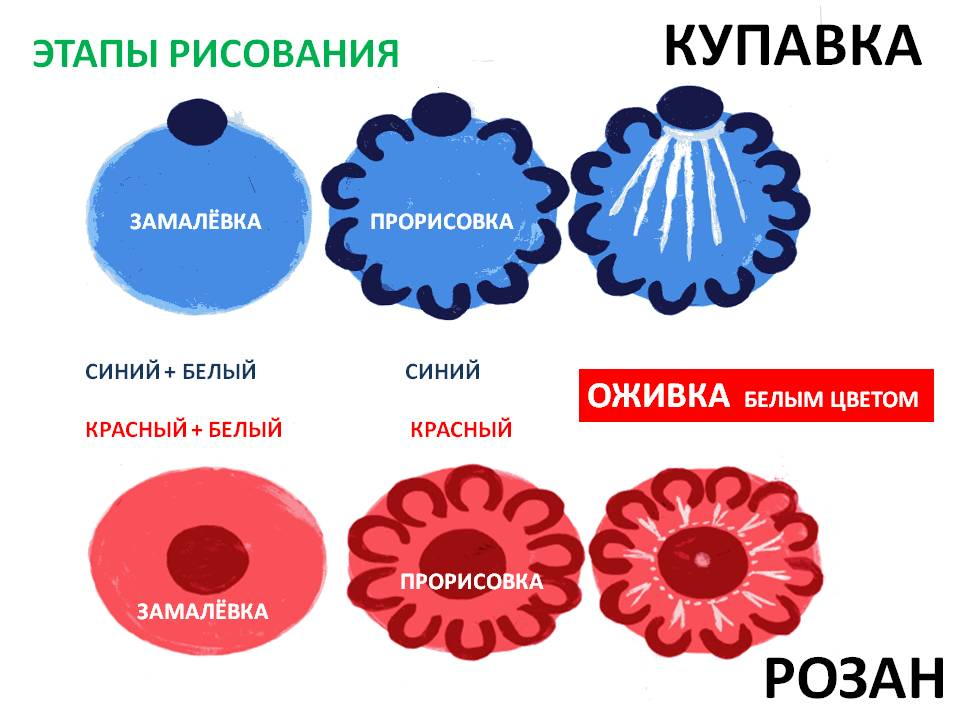 ЭТАПЫ РИСОВАНИЯ
КУПАВКА
ЗАМАЛЁВКА
ПРОРИСОВКА
СИНИЙ + БЕЛЫЙ
СИНИЙ
ОЖИВКА БЕЛЫМ ЦВЕТОМ
КРАСНЫЙ + БЕЛЫЙ
КРАСНЫЙ
ПРОРИСОВКА
ЗАМАЛЁВКА
РОЗАН